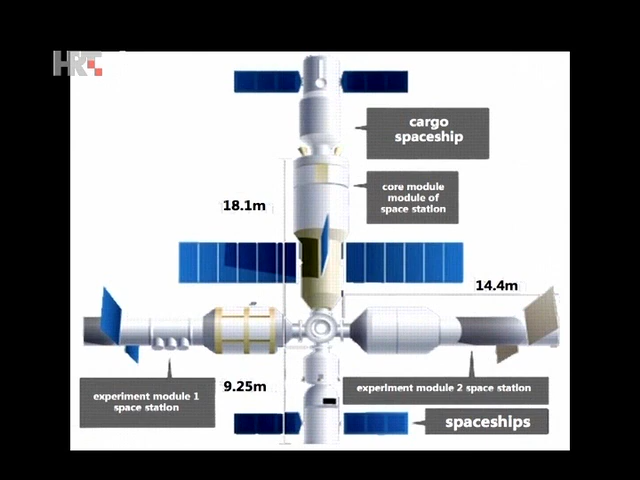 HRT
cargo
spaceship
core module
module of
space station
18.1m
14.4m
9.25m
experiment module 1
space station
experiment module 2 space station
spaceships